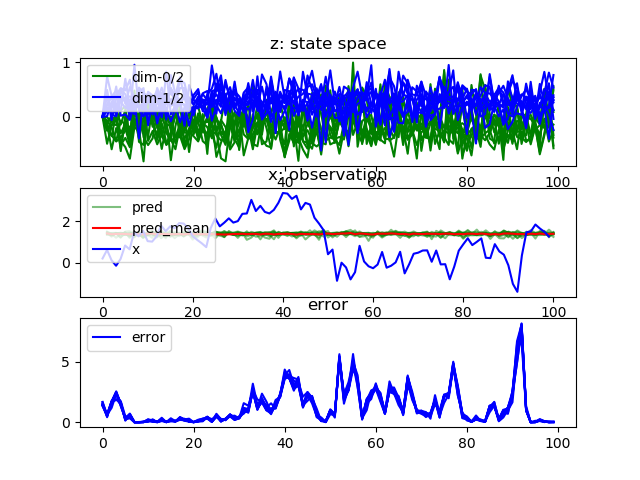 z: state space
1
0
dim-0/2
dim-1/2
0 20 40 60 80 100
x: observation
2
0
pred
pred_mean
x
0 20 40 60 80 100
error
5
0
error
0 20 40 60 80 100